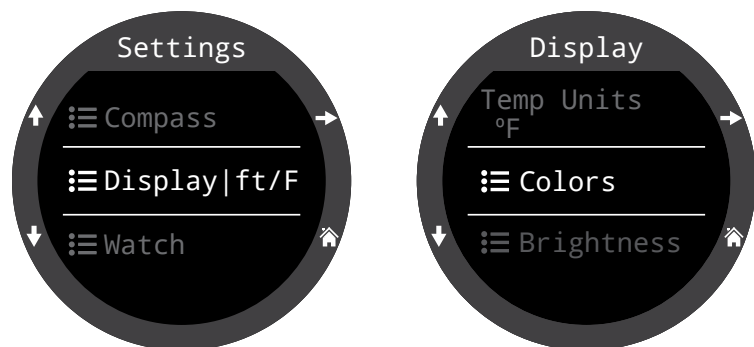 Settings
Compass
Display|ft/F
Watch
Display
Temp Units
ºF
Colors
Brightness